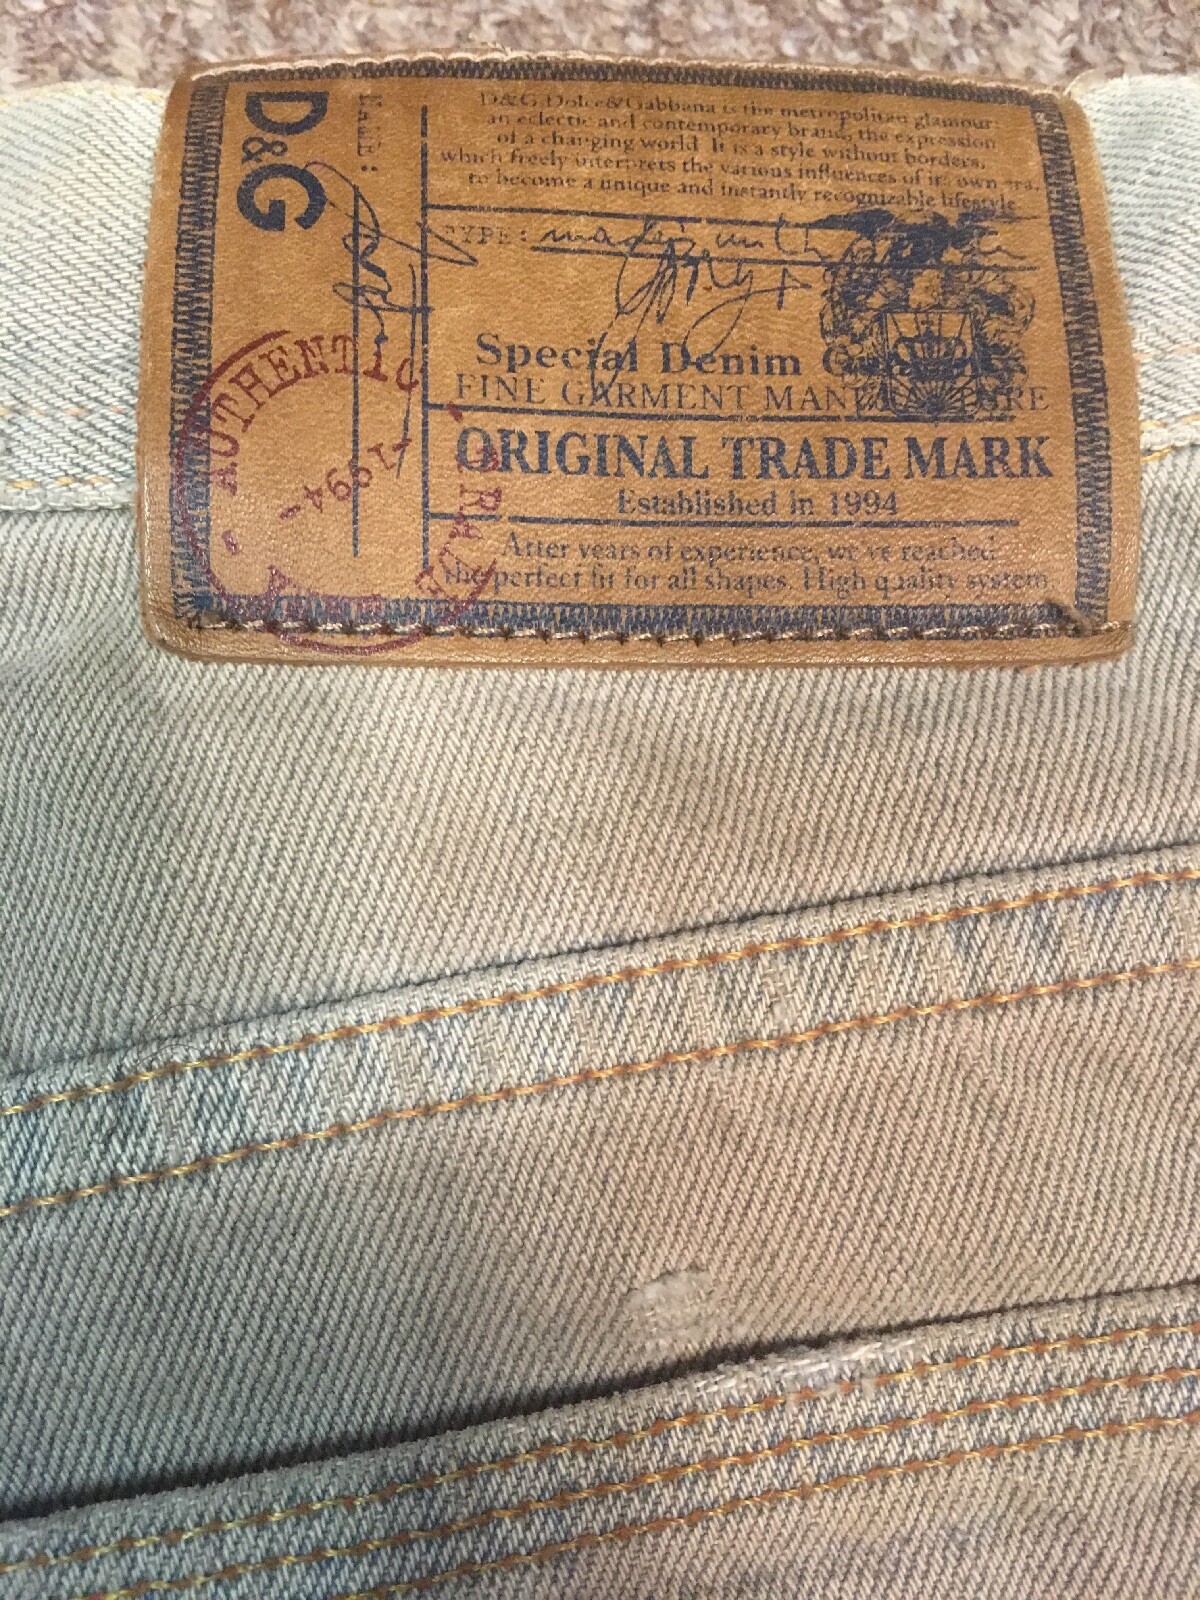 D&G
D&G Dolce&Gabbana is the metropolitan glamour,
an eclectic and contemporary brand, the expression
of a changing world. It is a style without borders,
which freely interprets the various influences of its own era,
to become a unique and instantly recognizable lifestyle
TYPE:
Special Denim
FINE GARMENT
ORIGINAL TRADE MARK
Established in 1994
After years of experience, we've reached
the perfect fit for all shapes. High quality system.
AUTHENTIC
-1994-